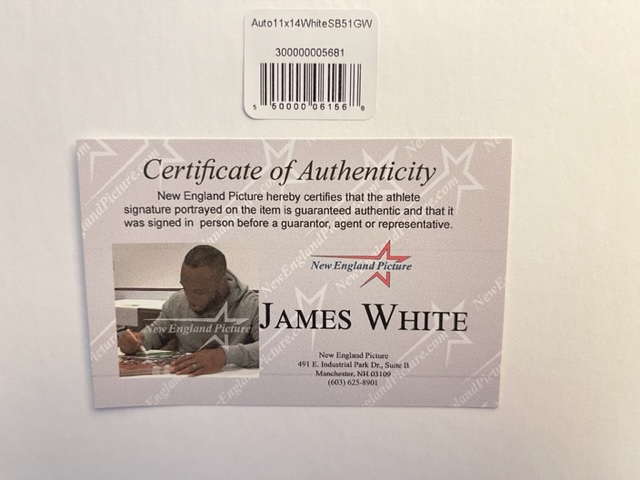 Auto11x14WhiteSB51GW
300000005681
5 50000 06156 8
Certificate of Authenticity
New England Picture hereby certifies that the athlete
signature portrayed on the item is guaranteed authentic and that it
was signed in person before a guarantor, agent or representative.
New England Picture
New England Picture
JAMES WHITE
New England Picture
491 E. Industrial Park Dr., Suite B
Manchester, NH 03109
(603) 625-8901